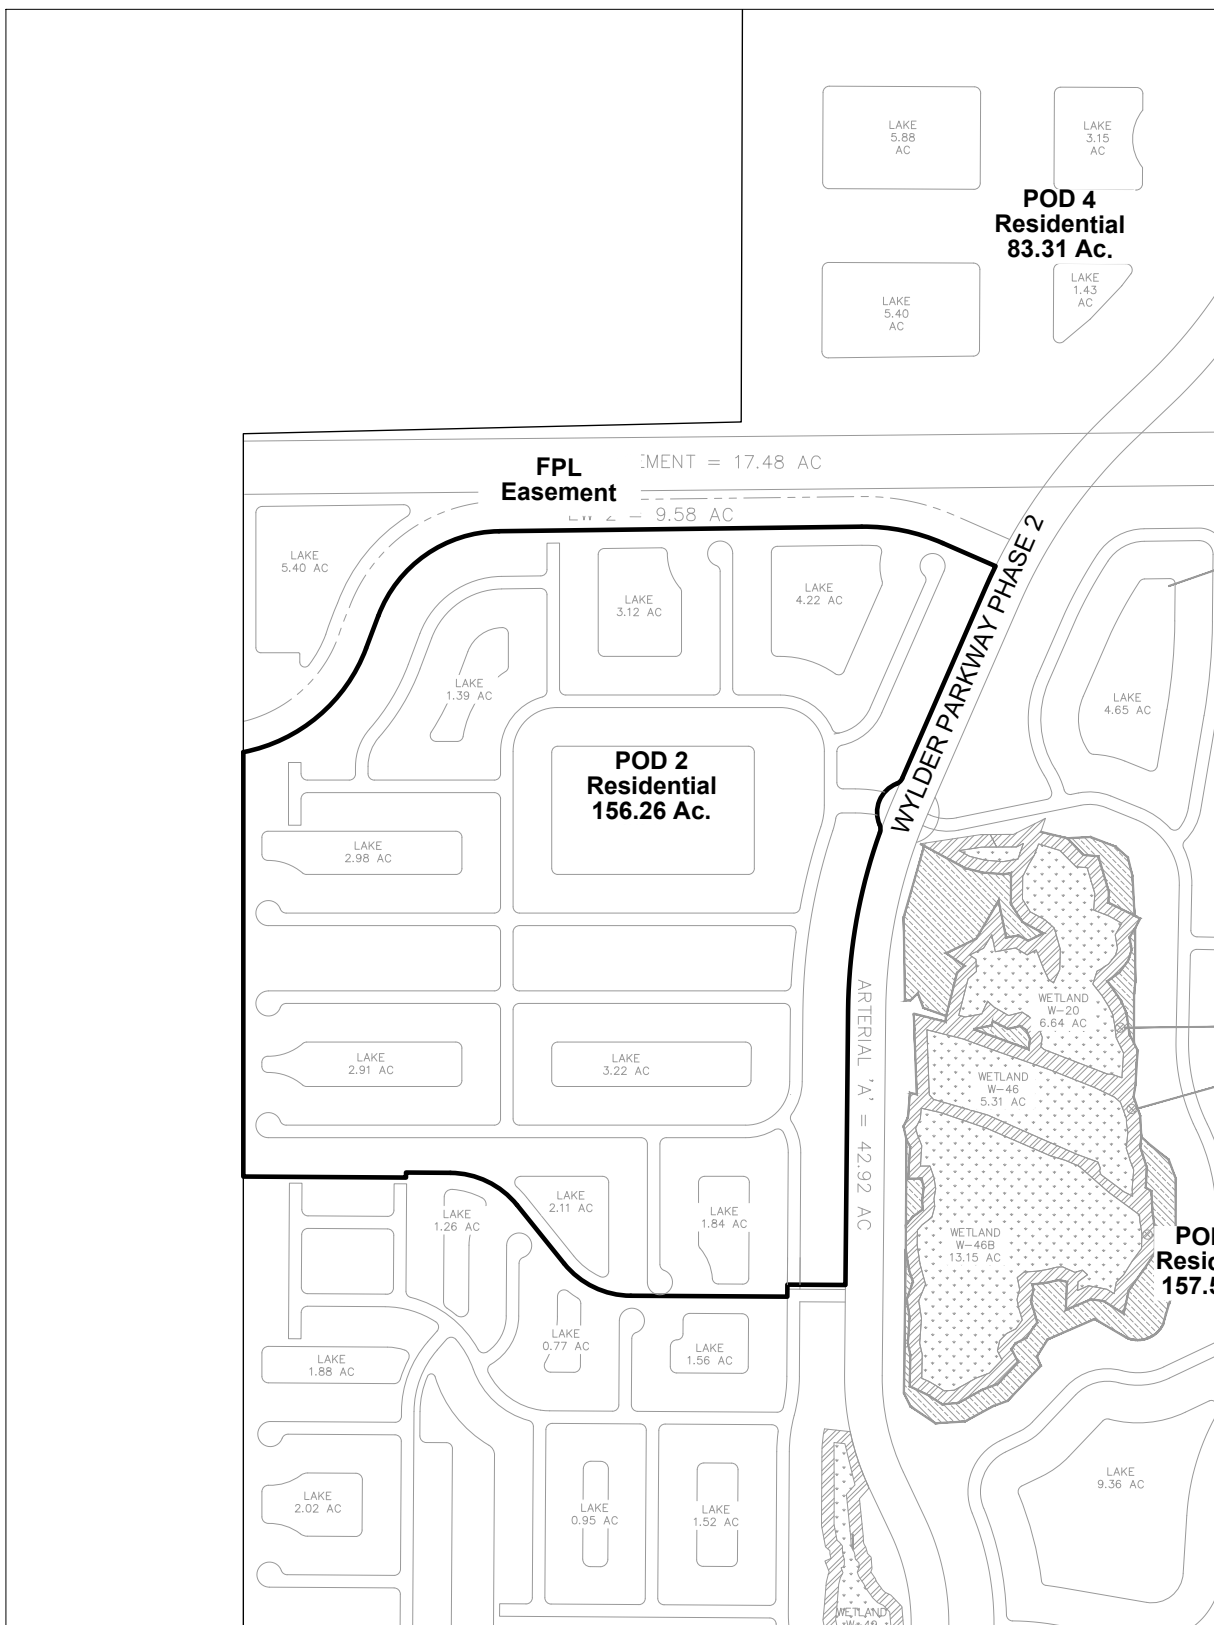 LAKE
5.88
AC
LAKE
3.15
AC
POD 4
Residential
83.31 Ac.
LAKE
5.40
AC
LAKE
1.43
AC
FPL
Easement
EMENT = 17.48 AC
9.58 AC
WYLDER PARKWAY PHASE 2
LAKE
5.40 AC
LAKE
3.12 AC
LAKE
4.22 AC
LAKE
1.39 AC
LAKE
4.65 AC
POD 2
Residential
156.26 Ac.
LAKE
2.98 AC
ARTERIAL 'A' = 42.92 AC
WETLAND
W-20
6.64 AC
LAKE
2.91 AC
LAKE
3.22 AC
WETLAND
W-46
5.31 AC
LAKE
2.11 AC
LAKE
1.84 AC
LAKE
1.26 AC
WETLAND
W-46B
13.15 AC
PO
Resi
157.5
LAKE
0.77 AC
LAKE
1.56 AC
LAKE
1.88 AC
LAKE
9.36 AC
LAKE
2.02 AC
LAKE
0.95 AC
LAKE
1.52 AC
WETLAND